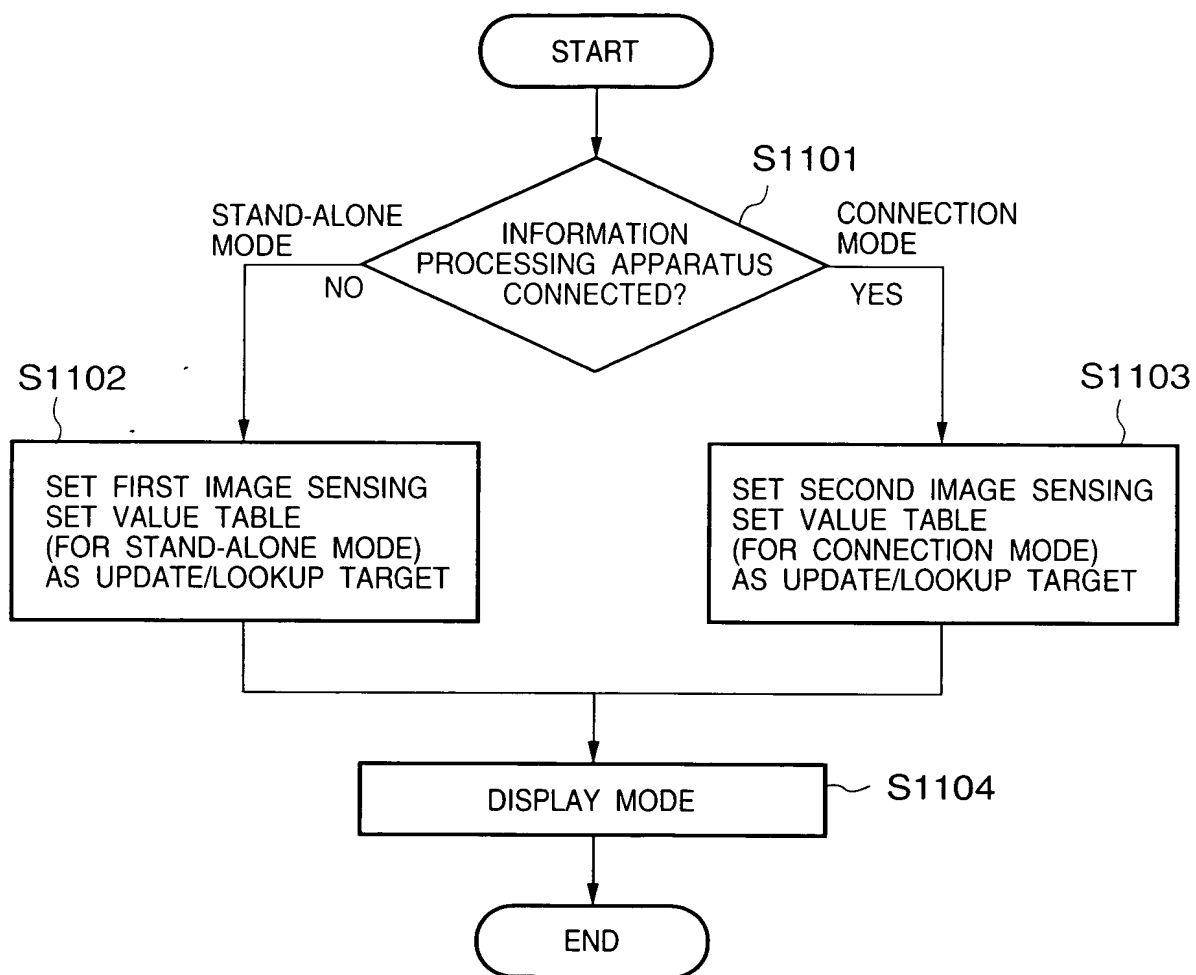 START
S1101
STAND-ALONE
MODE
NO
INFORMATION
PROCESSING APPARATUS
CONNECTED?
CONNECTION
MODE
YES
S1102
SET FIRST IMAGE SENSING
SET VALUE TABLE
(FOR STAND-ALONE MODE)
AS UPDATE/LOOKUP TARGET
S1103
SET SECOND IMAGE SENSING
SET VALUE TABLE
(FOR CONNECTION MODE)
AS UPDATE/LOOKUP TARGET
DISPLAY MODE
S1104
END